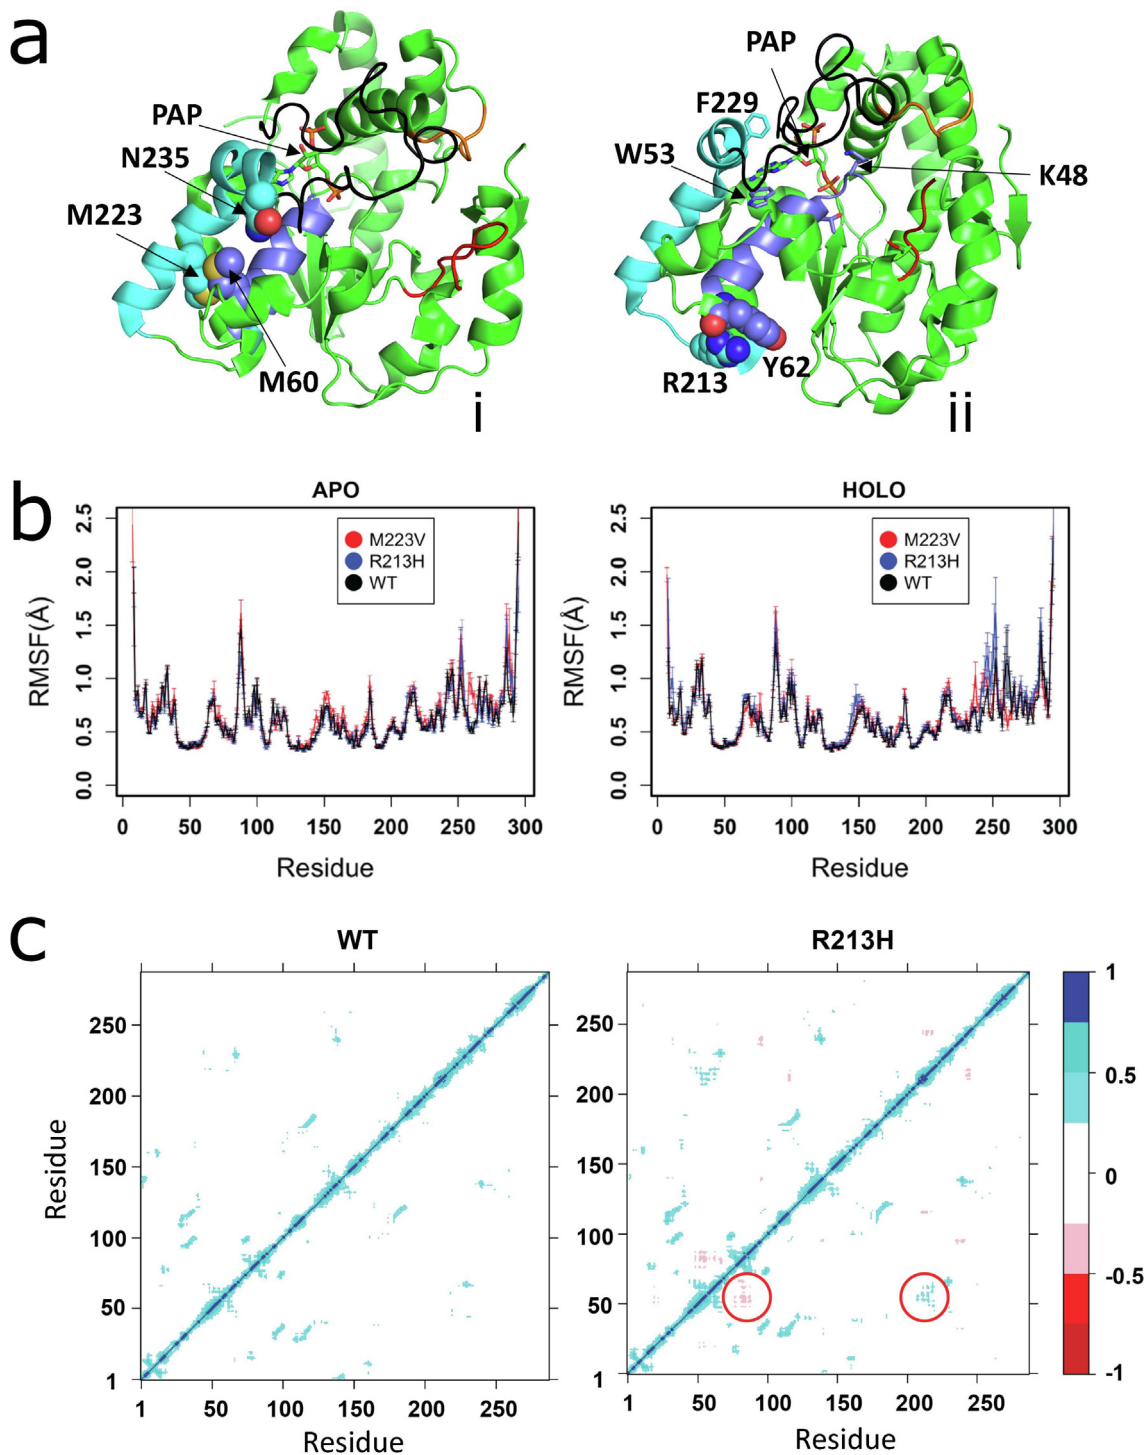 a
PAP
N235
M223
M60
i
PAP
F229
W53
K48
R213
Y62
ii
b
APO
HOLO
RMSF(Å)
2.5
2.0
1.5
1.0
0.5
0.0
M223V
R213H
WT
0 50 100 150 200 250 300
Residue
RMSF(Å)
2.5
2.0
1.5
1.0
0.5
0.0
M223V
R213H
WT
0 50 100 150 200 250 300
Residue
c
WT
R213H
Residue
250
200
150
100
50
1
1 50 100 150 200 250
Residue
250
200
150
100
50
1
1 50 100 150 200 250
Residue
1
0.5
0
-0.5
-1